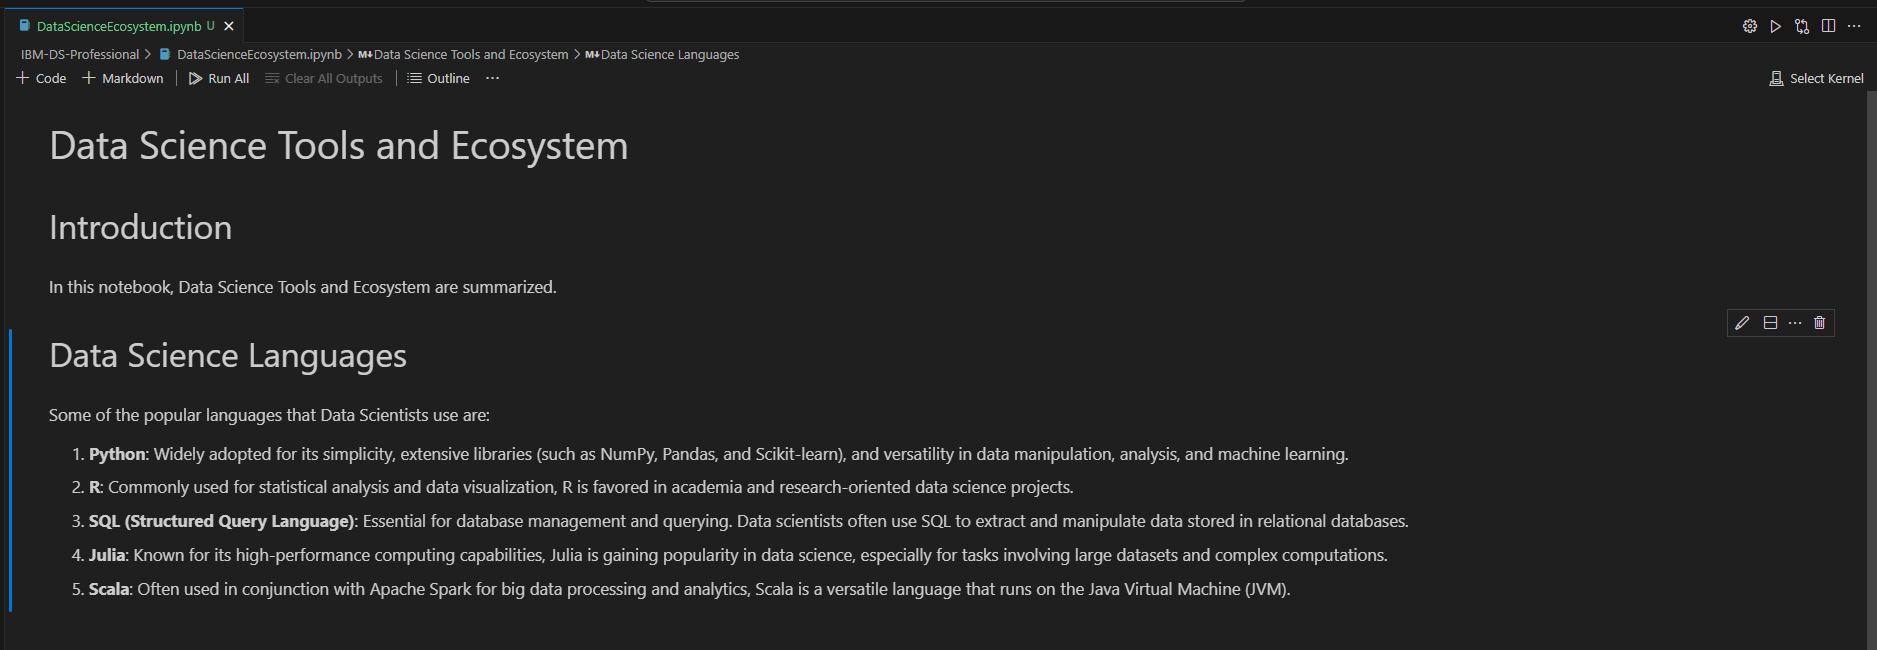 DataScienceEcosystem.ipynb U
IBM-DS-Professional > DataScienceEcosystem.ipynb > M↓Data Science Tools and Ecosystem > M↓Data Science Languages
+ Code + Markdown | Run All Clear All Outputs | Outline ··· Select Kernel
Data Science Tools and Ecosystem
Introduction
In this notebook, Data Science Tools and Ecosystem are summarized.
Data Science Languages
Some of the popular languages that Data Scientists use are:
1. Python: Widely adopted for its simplicity, extensive libraries (such as NumPy, Pandas, and Scikit-learn), and versatility in data manipulation, analysis, and machine learning.
2. R: Commonly used for statistical analysis and data visualization, R is favored in academia and research-oriented data science projects.
3. SQL (Structured Query Language): Essential for database management and querying. Data scientists often use SQL to extract and manipulate data stored in relational databases.
4. Julia: Known for its high-performance computing capabilities, Julia is gaining popularity in data science, especially for tasks involving large datasets and complex computations.
5. Scala: Often used in conjunction with Apache Spark for big data processing and analytics, Scala is a versatile language that runs on the Java Virtual Machine (JVM).